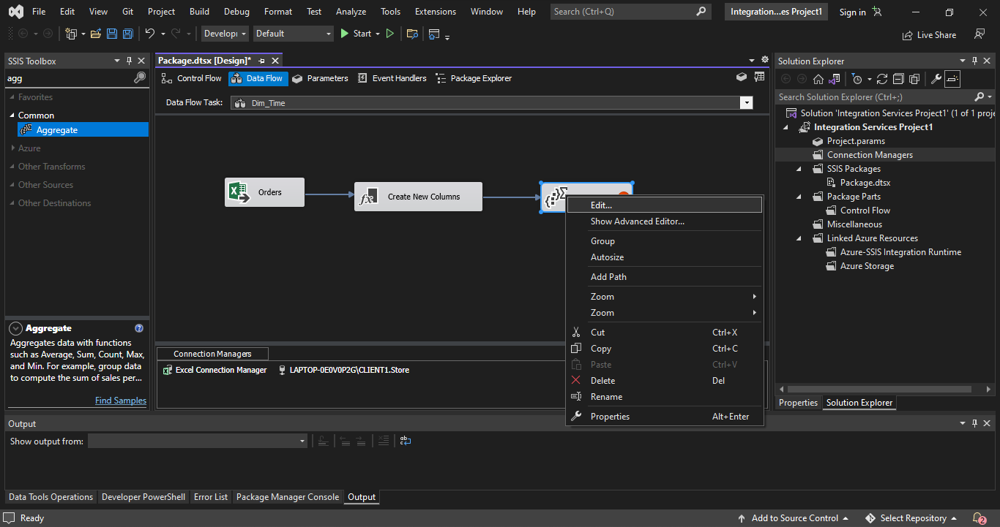 File Edit View Git Project Build Debug Format Test Analyze Tools Extensions Window Help Search (Ctrl+Q) Integration...es Project1 Sign in
Develop Default Start Live Share
SSIS Toolbox
agg
Favorites
Common
Aggregate
Azure
Other Transforms
Other Sources
Other Destinations
Aggregate
Aggregates data with functions
such as Average, Sum, Count, Max,
and Min. For example, group data
to compute the sum of sales per...
Find Samples
Package.dtsx [Design]*
Control Flow Data Flow Parameters Event Handlers Package Explorer
Data Flow Task: Dim_Time
Orders
fx Create New Columns
Edit...
Show Advanced Editor...
Group
Autosize
Add Path
Zoom
Zoom
Cut Ctrl+X
Copy Ctrl+C
Paste Ctrl+V
Delete Del
Rename
Properties Alt+Enter
Connection Managers
Excel Connection Manager LAPTOP-0E0V0P2G\CLIENT1.Store
Solution Explorer
Search Solution Explorer (Ctrl+;)
Solution 'Integration Services Project1' (1 of 1 proje
Integration Services Project1
Project.params
Connection Managers
SSIS Packages
Package.dtsx
Package Parts
Control Flow
Miscellaneous
Linked Azure Resources
Azure-SSIS Integration Runtime
Azure Storage
Properties Solution Explorer
Output
Show output from:
Data Tools Operations Developer PowerShell Error List Package Manager Console Output
Ready Add to Source Control Select Repository 2